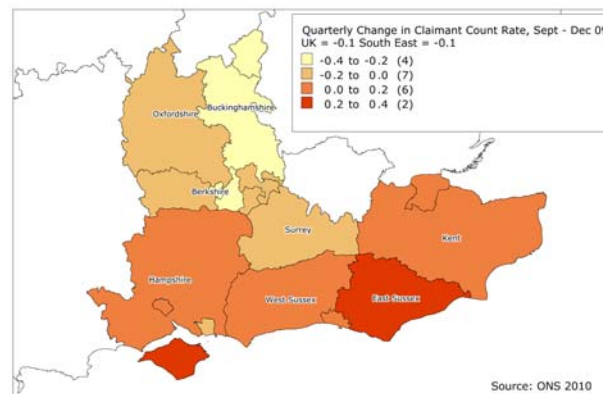 Quarterly Change in Claimant Count Rate, Sept - Dec 09
UK = -0.1 South East = -0.1
-0.4 to -0.2 (4)
-0.2 to 0.0 (7)
0.0 to 0.2 (6)
0.2 to 0.4 (2)
Buckinghamshire
Oxfordshire
Berkshire
Surrey
Kent
Hampshire
West Sussex
East Sussex
Source: ONS 2010